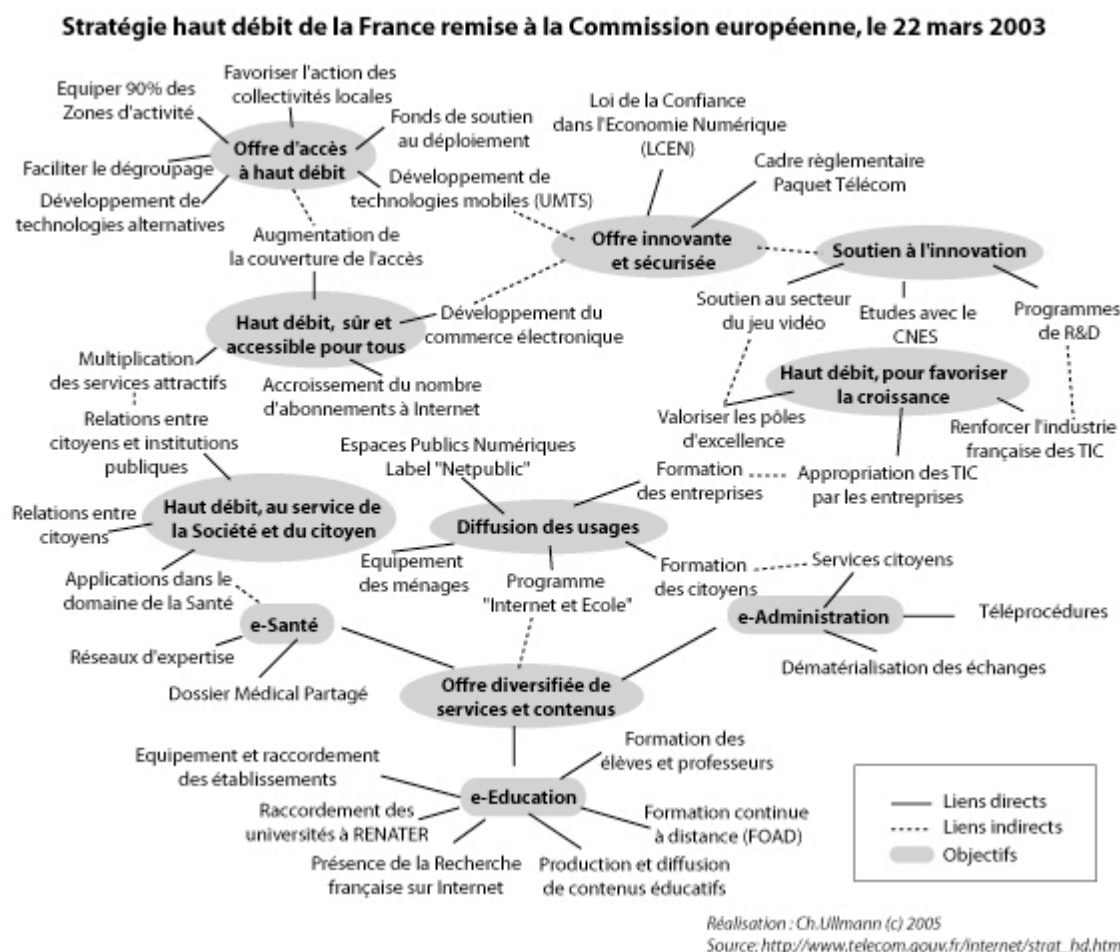 Stratégie haut débit de la France remise à la Commission européenne, le 22 mars 2003
Equiper 90% des
Zones d'activité
Favoriser l'action des
collectivités locales
Fonds de soutien
au déploiement
Offre d'accès
à haut débit
Faciliter le dégroupage
Développement de
technologies alternatives
Développement de
technologies mobiles (UMTS)
Loi de la Confiance
dans l'Economie Numérique
(LCEN)
Cadre règlementaire
Paquet Télécom
Augmentation de
la couverture de l'accès
Offre innovante
et sécurisée
Soutien à l'innovation
Haut débit, sûr et
accessible pour tous
Développement du
commerce électronique
Soutien au secteur
du jeu vidéo
Etudes avec le
CNES
Programmes
de R&D
Multiplication
des services attractifs
Accroissement du nombre
d'abonnements à Internet
Haut débit, pour favoriser
la croissance
Relations entre
citoyens et institutions
publiques
Valoriser les pôles
d'excellence
Renforcer l'industrie
française des TIC
Espaces Publics Numériques
Label "Netpublic"
Formation
des entreprises
Appropriation des TIC
par les entreprises
Haut débit, au service de
la Société et du citoyen
Relations entre
citoyens
Diffusion des usages
Applications dans le
domaine de la Santé
Equipement
des ménages
Programme
"Internet et Ecole"
Formation
des citoyens
Services citoyens
e-Santé
e-Administration
Téléprocédures
Réseaux d'expertise
Dossier Médical Partagé
Dématérialisation des échanges
Offre diversifiée de
services et contenus
Equipement et raccordement
des établissements
Formation des
élèves et professeurs
e-Education
Raccordement des
universités à RENATER
Formation continue
à distance (FOAD)
Présence de la Recherche
française sur Internet
Production et diffusion
de contenus éducatifs
Liens directs
Liens indirects
Objectifs
Réalisation : Ch.Ullmann (c) 2005
Source: http://www.telecom.gouv.fr/internet/strat_hd.htm